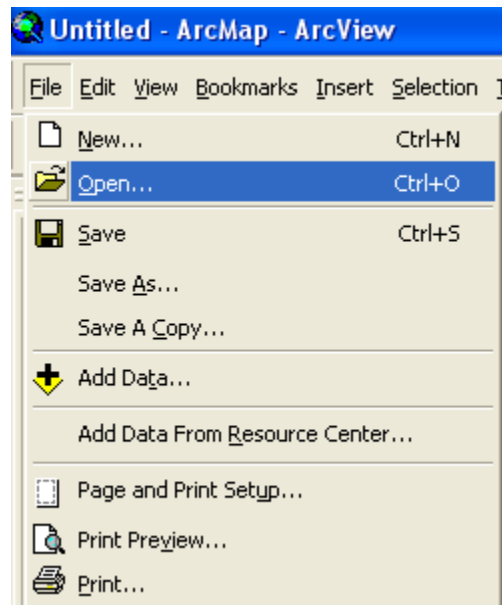 Untitled - ArcMap - ArcView
File Edit View Bookmarks Insert Selection
New... Ctrl+N
Open... Ctrl+O
Save Ctrl+S
Save As...
Save A Copy...
Add Data...
Add Data From Resource Center...
Page and Print Setup...
Print Preview...
Print...